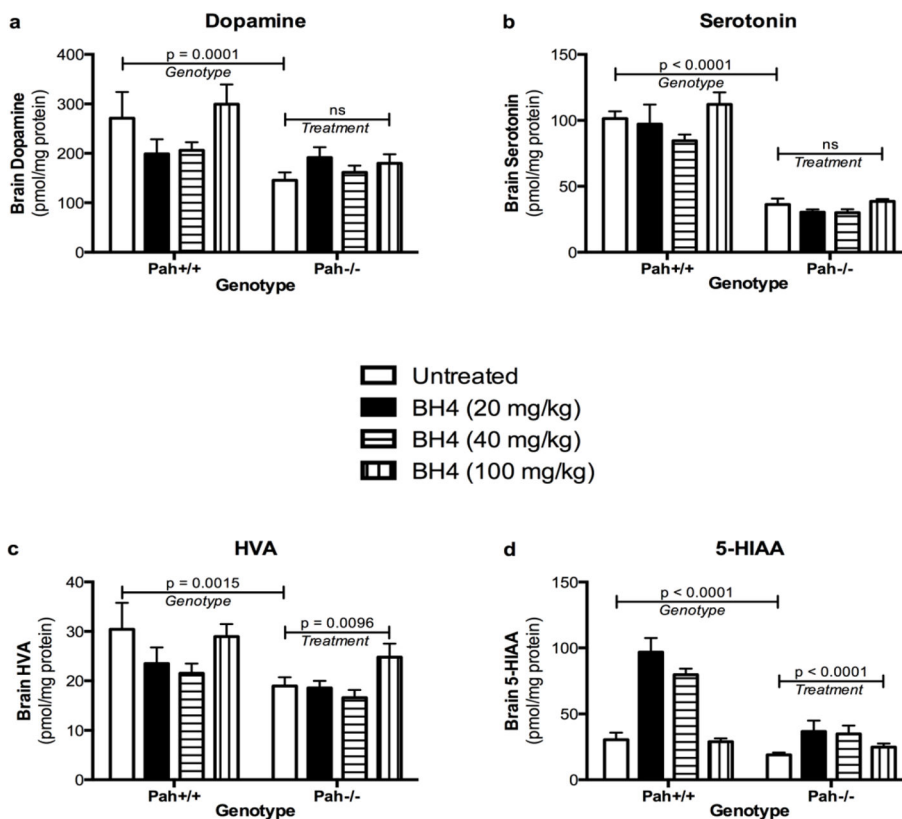 a
Dopamine
400
300
200
100
0
Brain Dopamine
(pmol/mg protein)
p = 0.0001
Genotype
ns
Treatment
Pah+/+
Pah-/-
Genotype
b
Serotonin
150
100
50
0
Brain Serotonin
(pmol/mg protein)
p < 0.0001
Genotype
ns
Treatment
Pah+/+
Pah-/-
Genotype
Untreated
BH4 (20 mg/kg)
BH4 (40 mg/kg)
BH4 (100 mg/kg)
c
HVA
40
30
20
10
0
Brain HVA
(pmol/mg protein)
p = 0.0015
Genotype
p = 0.0096
Treatment
Pah+/+
Pah-/-
Genotype
d
5-HIAA
150
100
50
0
Brain 5-HIAA
(pmol/mg protein)
p < 0.0001
Genotype
p < 0.0001
Treatment
Pah+/+
Pah-/-
Genotype